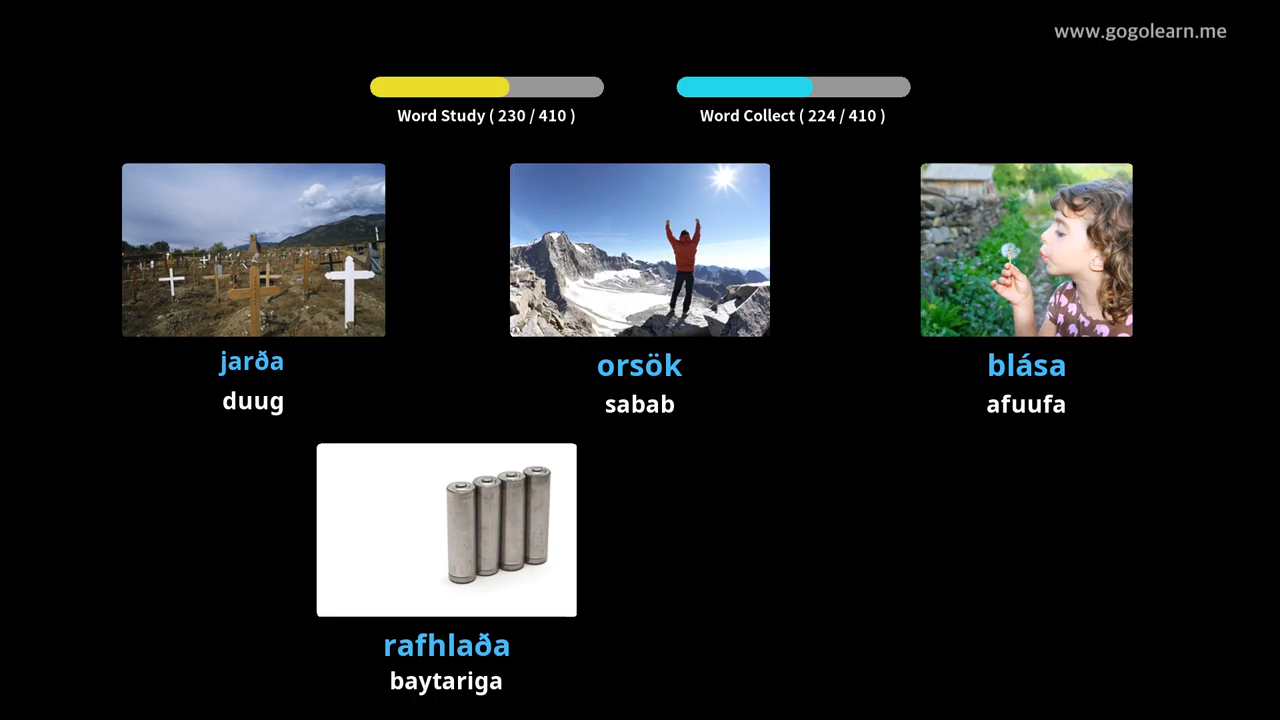 www.gogolearn.me
Word Study ( 230 / 410 )
Word Collect ( 224 / 410 )
jarða
duug
orsök
sabab
blása
afuufa
rafhlaða
baytariga